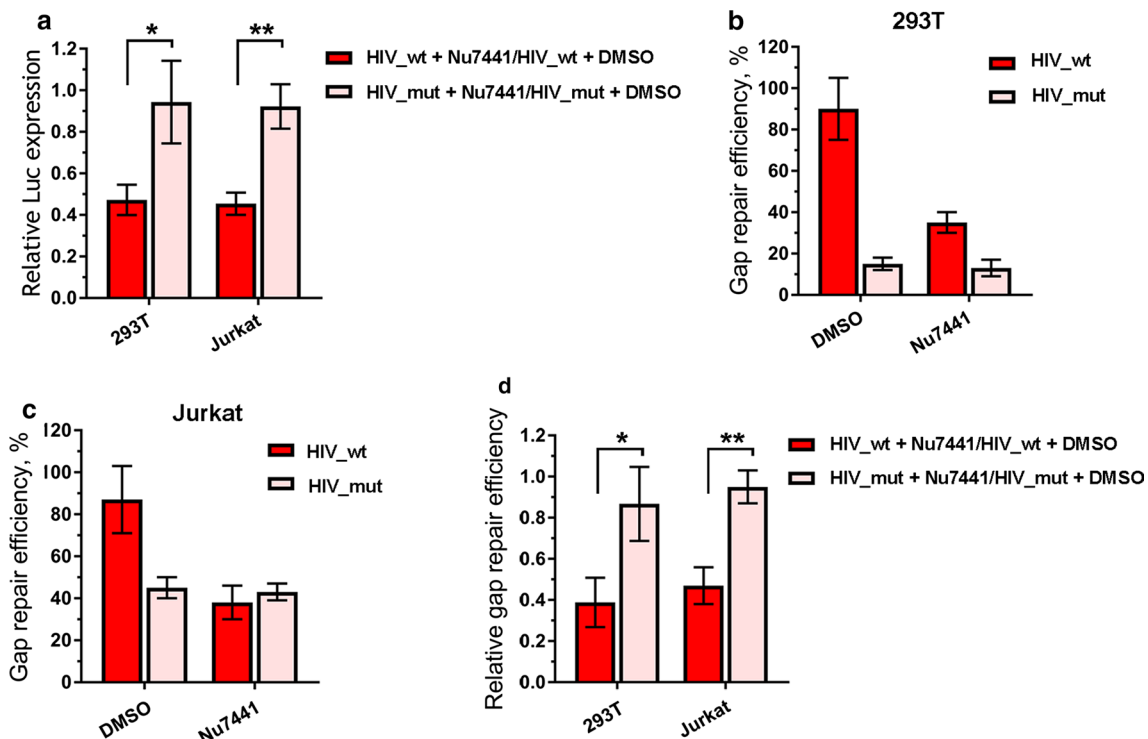 a
* **
Relative Luc expression
1.2
1.0
0.8
0.6
0.4
0.2
0.0
293T Jurkat
HIV_wt + Nu7441/HIV_wt + DMSO
HIV_mut + Nu7441/HIV_mut + DMSO
b
293T
Gap repair efficiency, %
120
100
80
60
40
20
0
DMSO Nu7441
HIV_wt
HIV_mut
c
Jurkat
Gap repair efficiency, %
120
100
80
60
40
20
0
DMSO Nu7441
HIV_wt
HIV_mut
d
* **
Relative gap repair efficiency
1.2
1.0
0.8
0.6
0.4
0.2
0.0
293T Jurkat
HIV_wt + Nu7441/HIV_wt + DMSO
HIV_mut + Nu7441/HIV_mut + DMSO